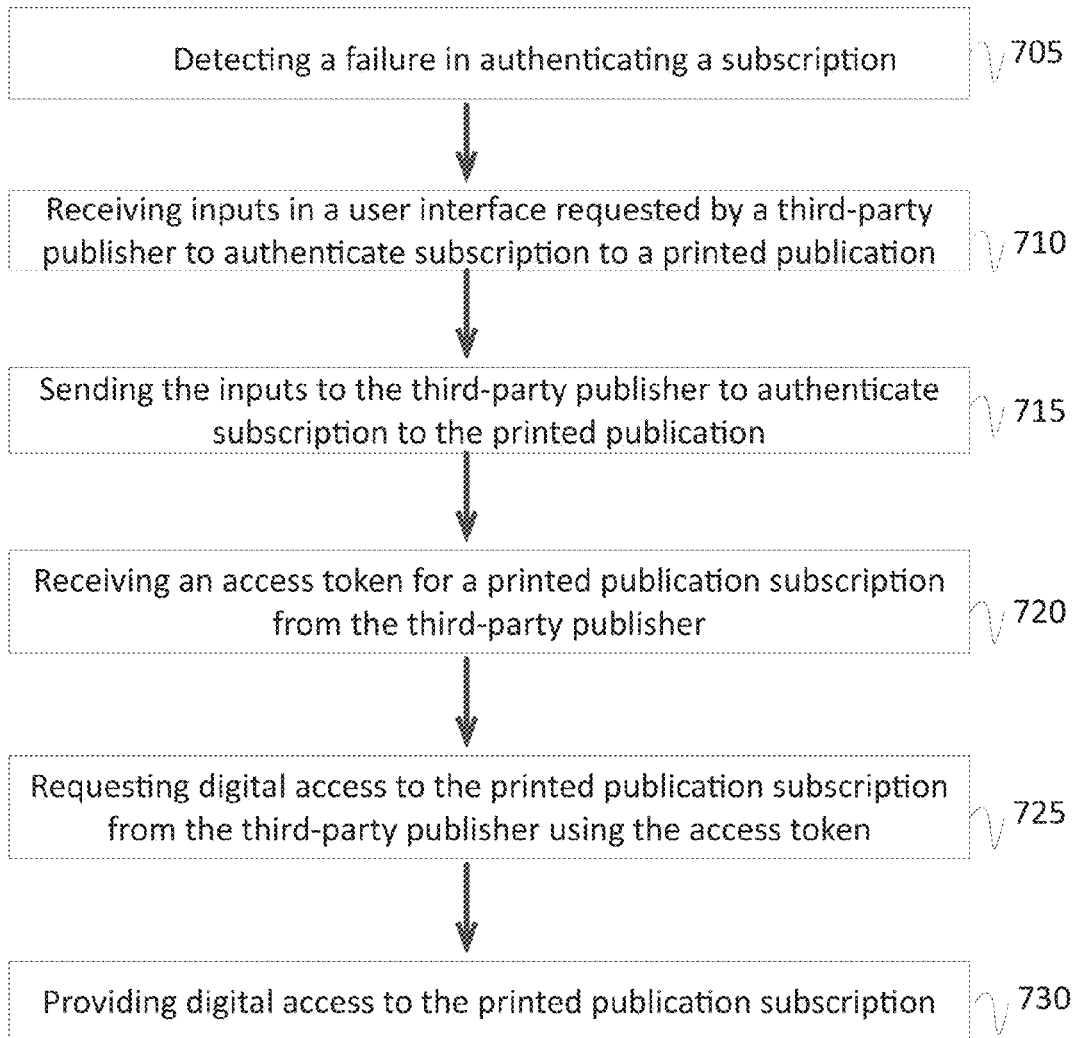 Detecting a failure in authenticating a subscription
705
Receiving inputs in a user interface requested by a third-party
publisher to authenticate subscription to a printed publication
710
Sending the inputs to the third-party publisher to authenticate
subscription to the printed publication
715
Receiving an access token for a printed publication subscription
from the third-party publisher
720
Requesting digital access to the printed publication subscription
from the third-party publisher using the access token
725
Providing digital access to the printed publication subscription
730